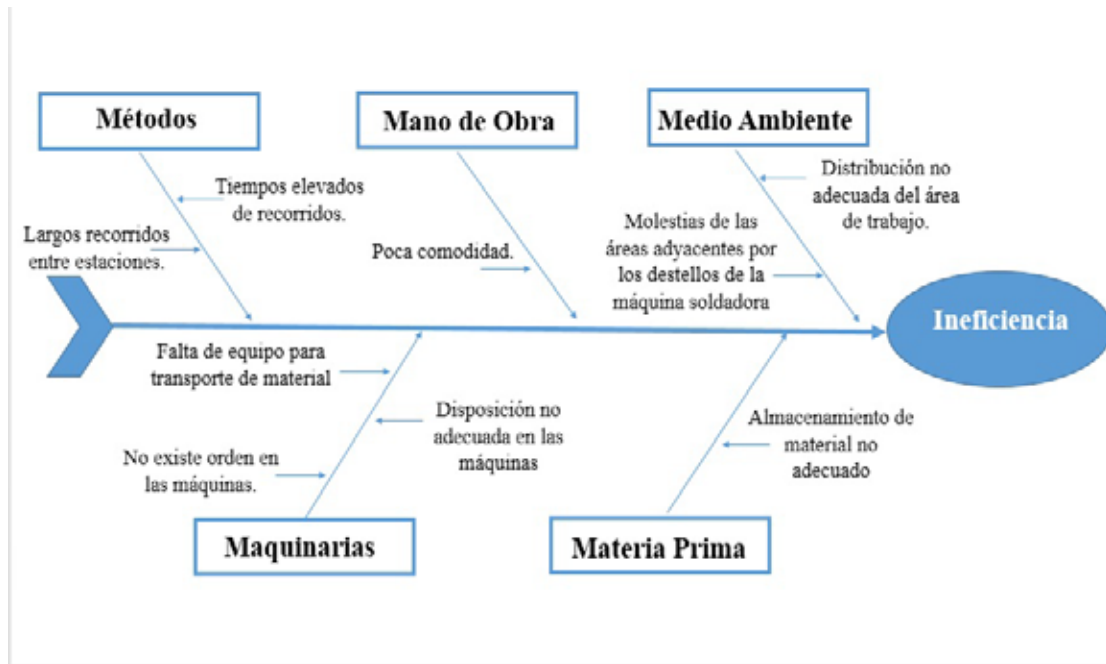 Métodos
Mano de Obra
Medio Ambiente
Tiempos elevados
de recorridos.
Largos recorridos
entre estaciones.
Poca comodidad.
Distribución no
adecuada del área
de trabajo.
Molestias de las
áreas adyacentes por
los destellos de la
máquina soldadora
Ineficiencia
Falta de equipo para
transporte de material
Disposición no
adecuada en las
máquinas
No existe orden en
las máquinas.
Almacenamiento de
material no
adecuado
Maquinarias
Materia Prima